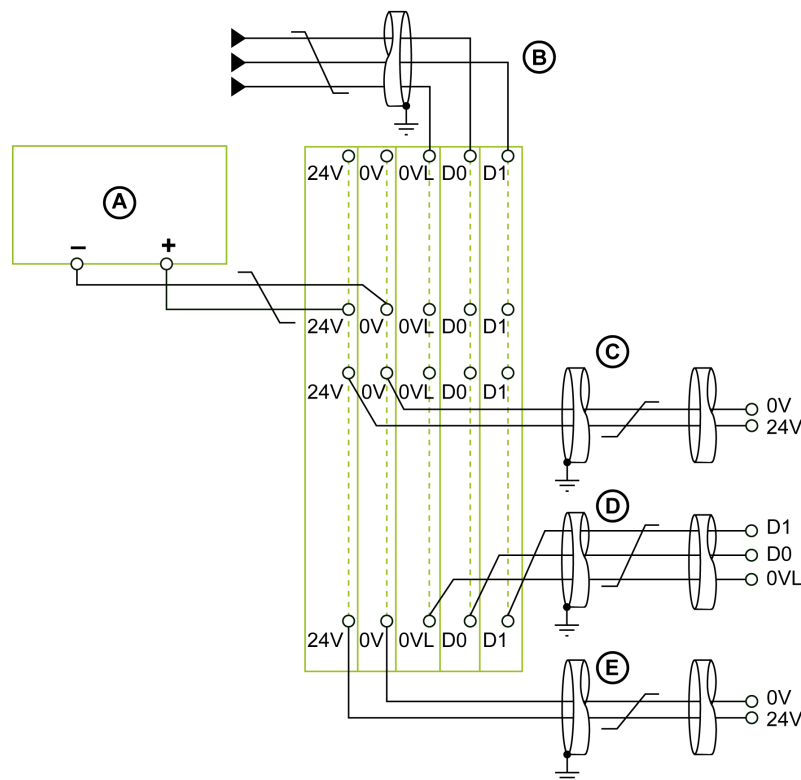 B
24V 0V 0VL D0 D1
A
– +
24V 0V 0VL D0 D1
C
24V 0V 0VL D0 D1
0V
24V
D
D1
D0
0VL
24V 0V 0VL D0 D1
E
0V
24V